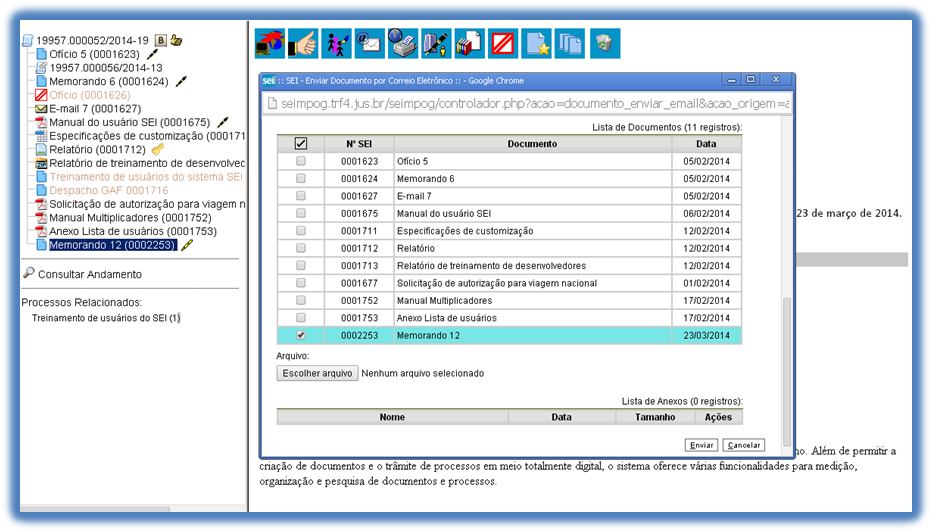 19957.000052/2014-19 B
Ofício 5 (0001623)
19957.000056/2014-13
Memorando 6 (0001624)
Ofício (0001626)
E-mail 7 (0001627)
Manual do usuário SEI (0001675)
Especificações de customização (000171
Relatório (0001712)
Relatório de treinamento de desenvolvec
Treinamento de usuários do sistema SEI
Despacho GAF 0001716
Solicitação de autorização para viagem n
Manual Multiplicadores (0001752)
Anexo Lista de usuários (0001753)
Memorando 12 (0002253)
Consultar Andamento
Processos Relacionados:
Treinamento de usuários do SEI (1)
sei :: SEI - Enviar Documento por Correio Eletrônico :: - Google Chrome
seimpog.trf4.jus.br/seimpog/controlador.php?acao=documento_enviar_email&acao_origem=a
Lista de Documentos (11 registros):
Nº SEI Documento Data
0001623 Ofício 5 05/02/2014
0001624 Memorando 6 05/02/2014
0001627 E-mail 7 05/02/2014
0001675 Manual do usuário SEI 06/02/2014
0001711 Especificações de customização 12/02/2014
0001712 Relatório 12/02/2014
0001713 Relatório de treinamento de desenvolvedores 12/02/2014
0001677 Solicitação de autorização para viagem nacional 01/02/2014
0001752 Manual Multiplicadores 17/02/2014
0001753 Anexo Lista de usuários 17/02/2014
0002253 Memorando 12 23/03/2014
Arquivo:
Escolher arquivo Nenhum arquivo selecionado
Lista de Anexos (0 registros):
Nome Data Tamanho Ações
Enviar Cancelar
23 de março de 2014.
no. Além de permitir a
criação de documentos e o trâmite de processos em meio totalmente digital, o sistema oferece várias funcionalidades para medição,
organização e pesquisa de documentos e processos.